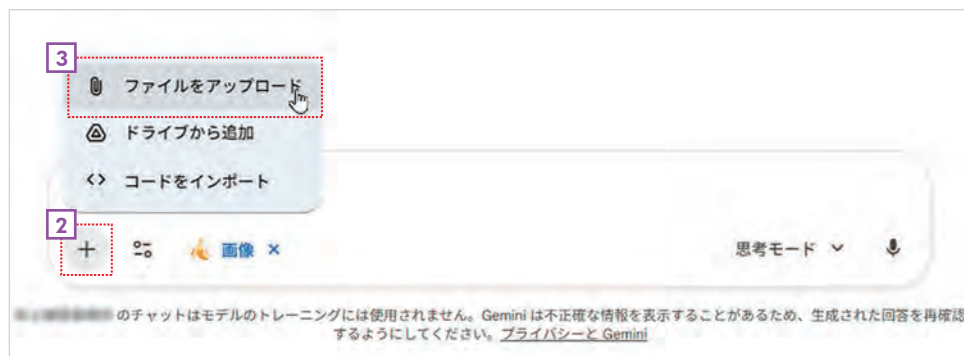 3
ファイルをアップロード
ドライブから追加
コードをインポート
2
画像 ×
思考モード
のチャットはモデルのトレーニングには使用されません。Gemini は不正確な情報を表示することがあるため、生成された回答を再確認
するようにしてください。プライバシーと Gemini